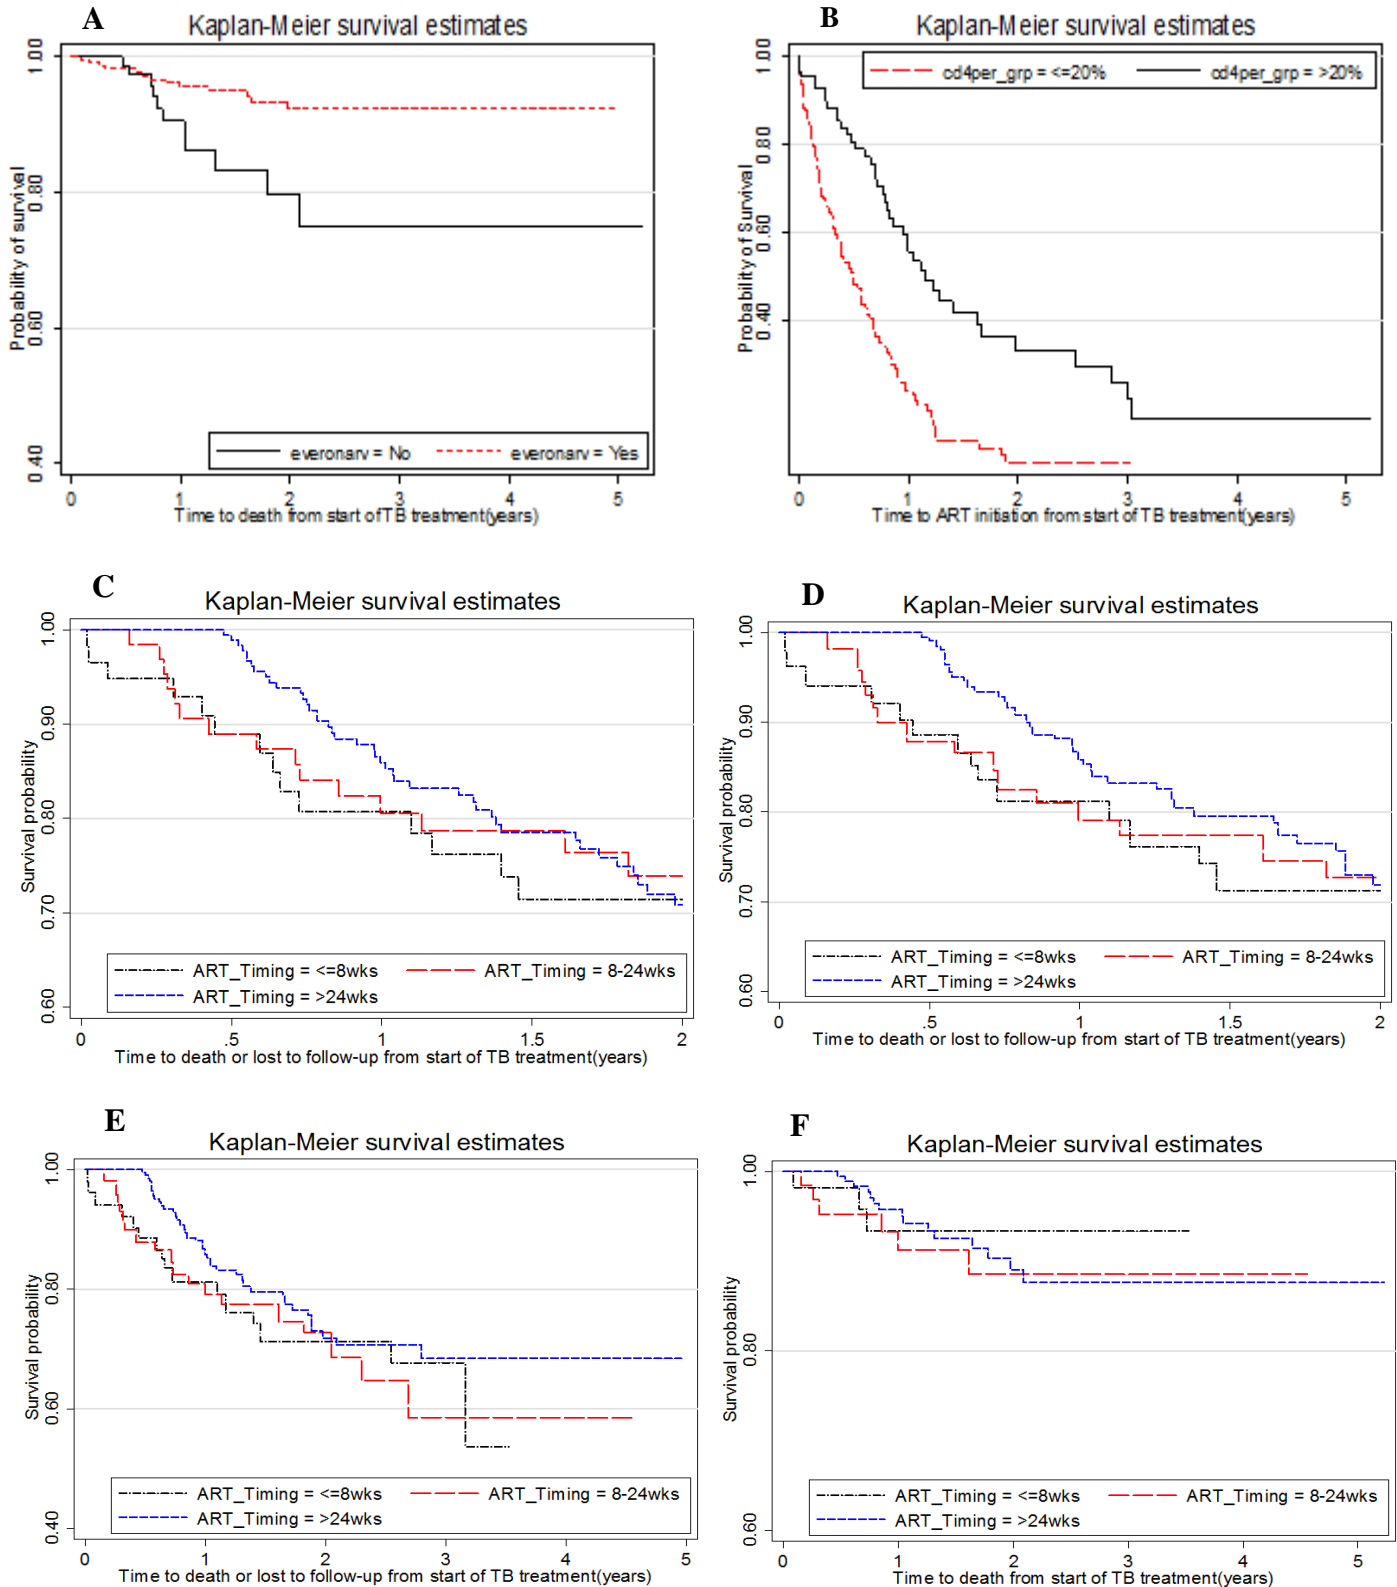 A
Kaplan-Meier survival estimates
Probability of survival
1.00
0.80
0.60
0.40
everonarv = No
everonarv = Yes
0 1 2 3 4 5
Time to death from start of TB treatment(years)
B
Kaplan-Meier survival estimates
Probability of Survival
1.00
0.80
0.60
0.40
cd4per_grp = <=20%
cd4per_grp = >20%
0 1 2 3 4 5
Time to ART initiation from start of TB treatment(years)
C
Kaplan-Meier survival estimates
Survival probability
1.00
0.90
0.80
0.70
0.60
ART_Timing = <=8wks
ART_Timing = 8-24wks
ART_Timing = >24wks
0 .5 1 1.5 2
Time to death or lost to follow-up from start of TB treatment(years)
D
Kaplan-Meier survival estimates
Survival probability
1.00
0.90
0.80
0.70
0.60
ART_Timing = <=8wks
ART_Timing = 8-24wks
ART_Timing = >24wks
0 .5 1 1.5 2
Time to death or lost to follow-up from start of TB treatment(years)
E
Kaplan-Meier survival estimates
Survival probability
1.00
0.80
0.60
0.40
ART_Timing = <=8wks
ART_Timing = 8-24wks
ART_Timing = >24wks
0 1 2 3 4 5
Time to death or lost to follow-up from start of TB treatment(years)
F
Kaplan-Meier survival estimates
Survival probability
1.00
0.80
0.60
ART_Timing = <=8wks
ART_Timing = 8-24wks
ART_Timing = >24wks
0 1 2 3 4 5
Time to death from start of TB treatment(years)